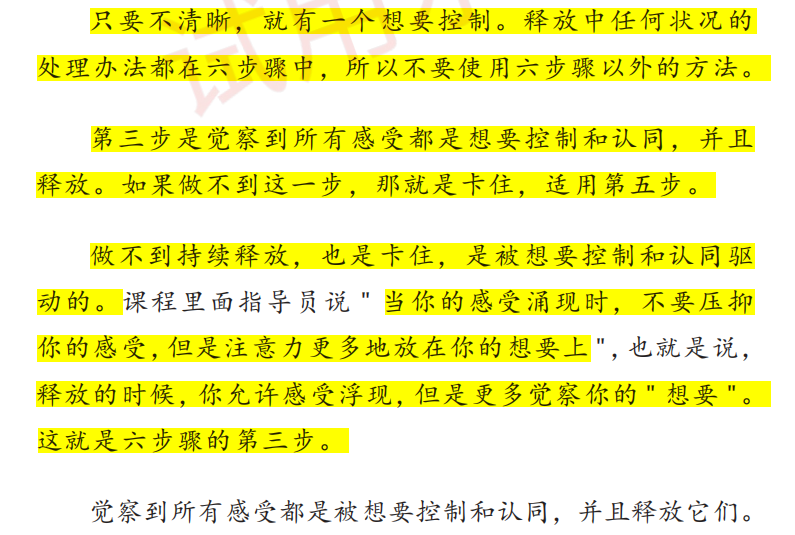 试用
只要不清晰，就有一个想要控制。释放中任何状况的
处理办法都在六步骤中，所以不要使用六步骤以外的方法。
第三步是觉察到所有感受都是想要控制和认同，并且
释放。如果做不到这一步，那就是卡住，适用第五步。
做不到持续释放，也是卡住，是被想要控制和认同驱
动的。课程里面指导员说"当你的感受涌现时，不要压抑
你的感受,但是注意力更多地放在你的想要上",也就是说，
释放的时候,你允许感受浮现,但是更多觉察你的"想要"。
这就是六步骤的第三步。
觉察到所有感受都是被想要控制和认同，并且释放它们。